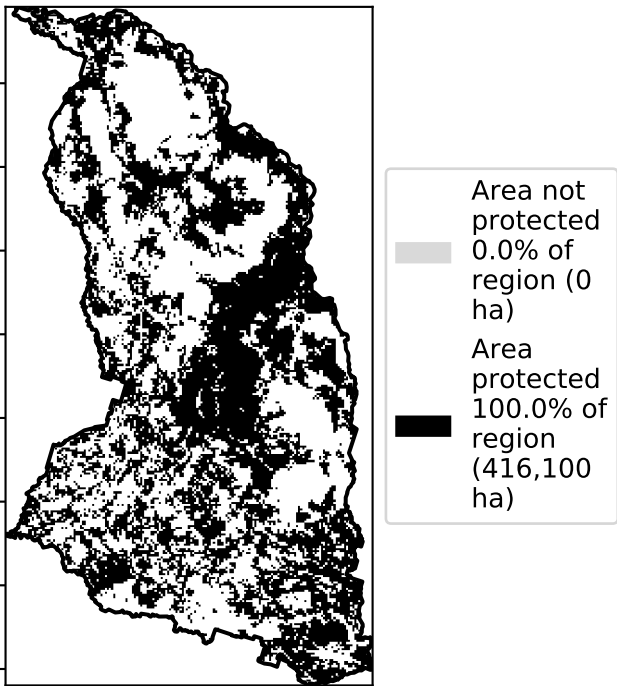 Area not
protected
0.0% of
region (0
ha)
Area
protected
100.0% of
region
(416,100
ha)